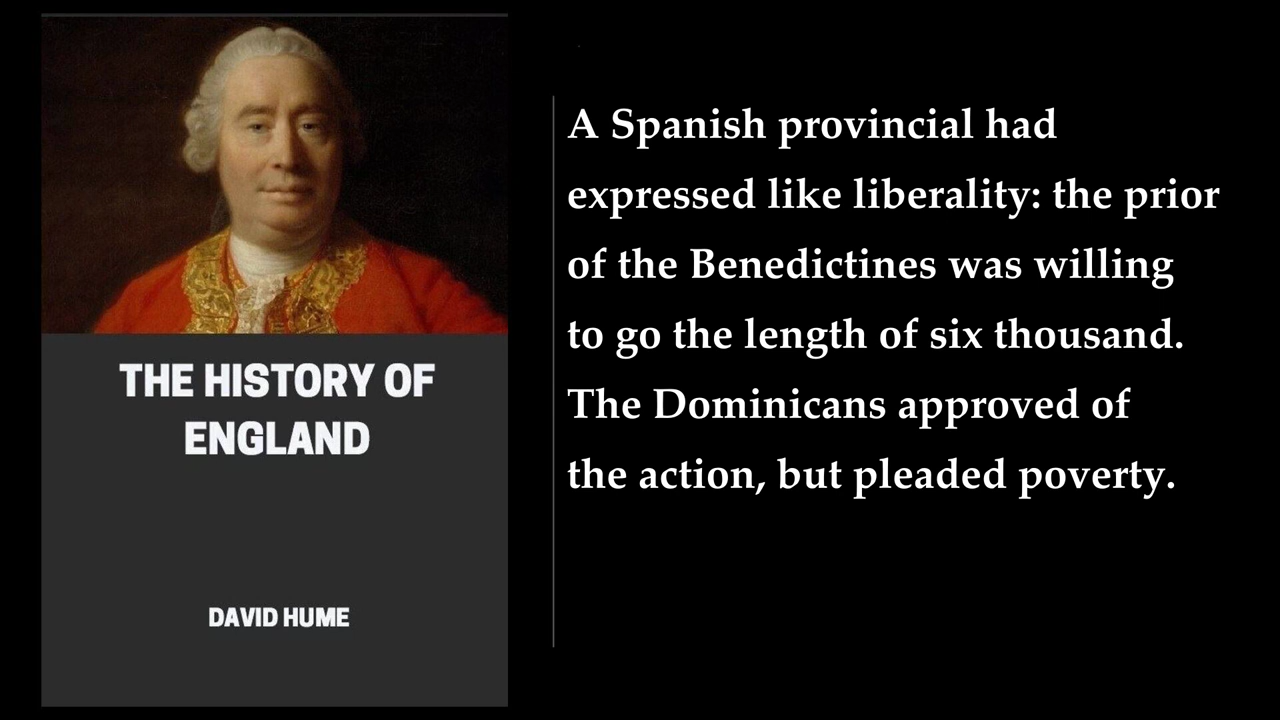 THE HISTORY OF
ENGLAND
DAVID HUME
A Spanish provincial had
expressed like liberality: the prior
of the Benedictines was willing
to go the length of six thousand.
The Dominicans approved of
the action, but pleaded poverty.